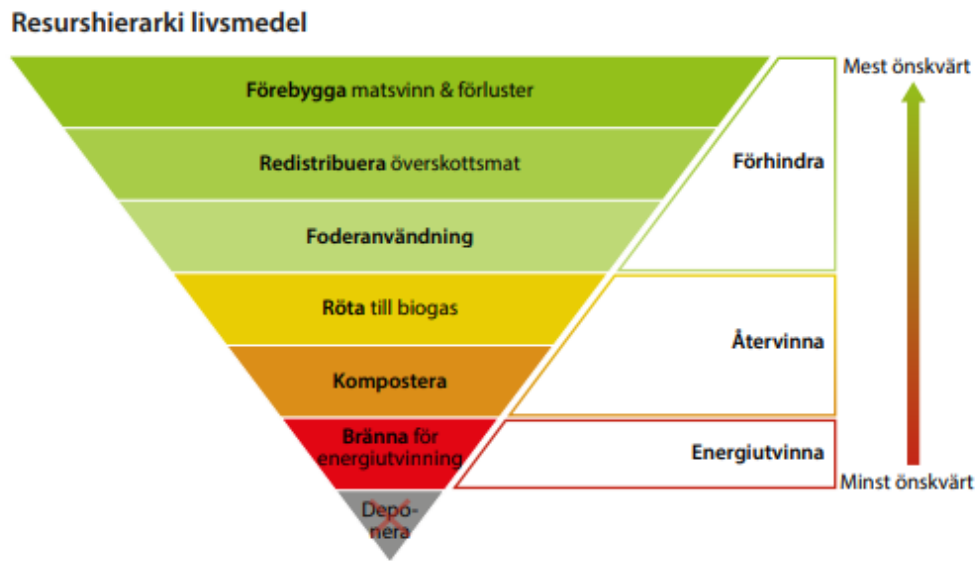 Resurshierarki livsmedel
Förebygga matsvinn & förluster
Redistribuera överskottsmat
Foderanvändning
Röta till biogas
Kompostera
Bränna för
energiutvinning
Depo-
nera
Förhindra
Återvinna
Energiutvinna
Mest önskvärt
Minst önskvärt